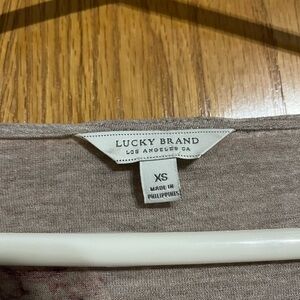 LUCKY BRAND
LOS ANGELES CA
XS
MADE IN
PHILIPPINES